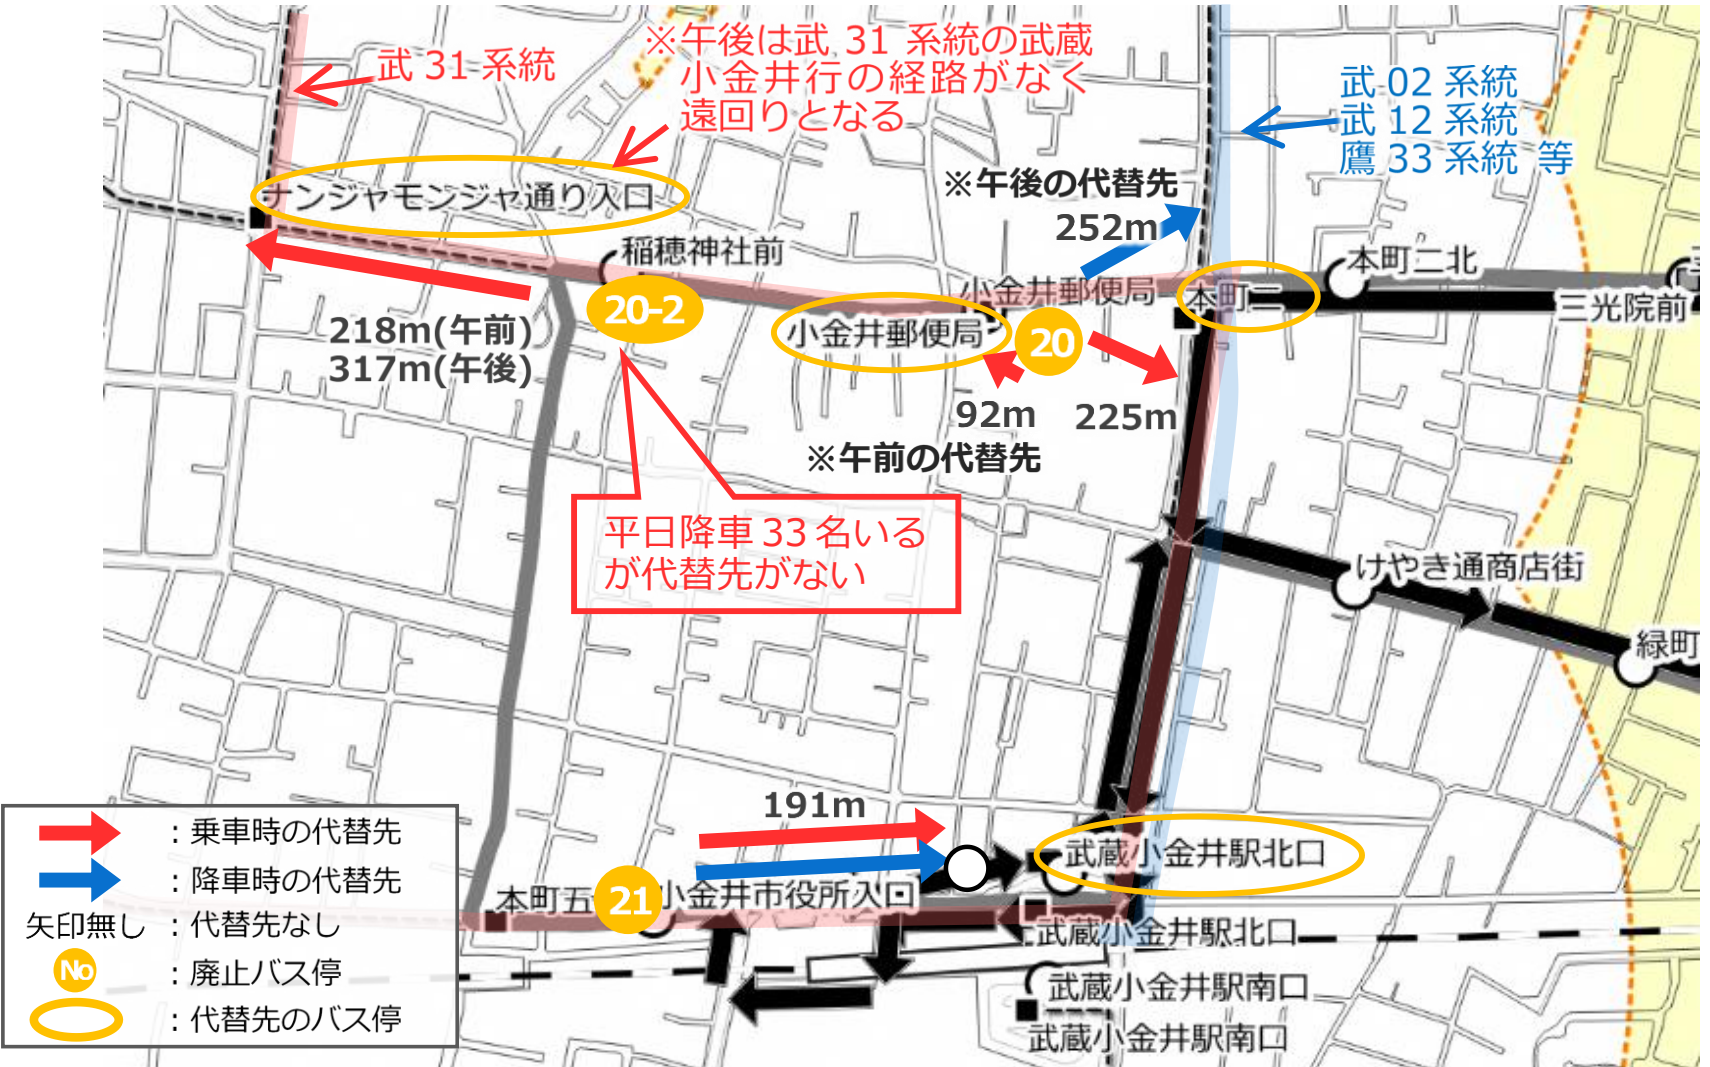 武 31 系統
※午後は武 31 系統の武蔵
小金井行の経路がなく
遠回りとなる
武 02 系統
武 12 系統
鷹 33 系統 等
※午後の代替先
252m
ナンジャモンジャ通り入口
稲穂神社前
20-2
218m(午前)
317m(午後)
小金井郵便局
小金井郵便局
20
本町二
本町二北
三光院前
92m
225m
※午前の代替先
平日降車 33 名いる
が代替先がない
けやき通商店街
緑町
191m
武蔵小金井駅北口
本町五
21
小金井市役所入口
武蔵小金井駅北口
武蔵小金井駅南口
武蔵小金井駅南口
：乗車時の代替先
：降車時の代替先
矢印無し ：代替先なし
No ：廃止バス停
：代替先のバス停